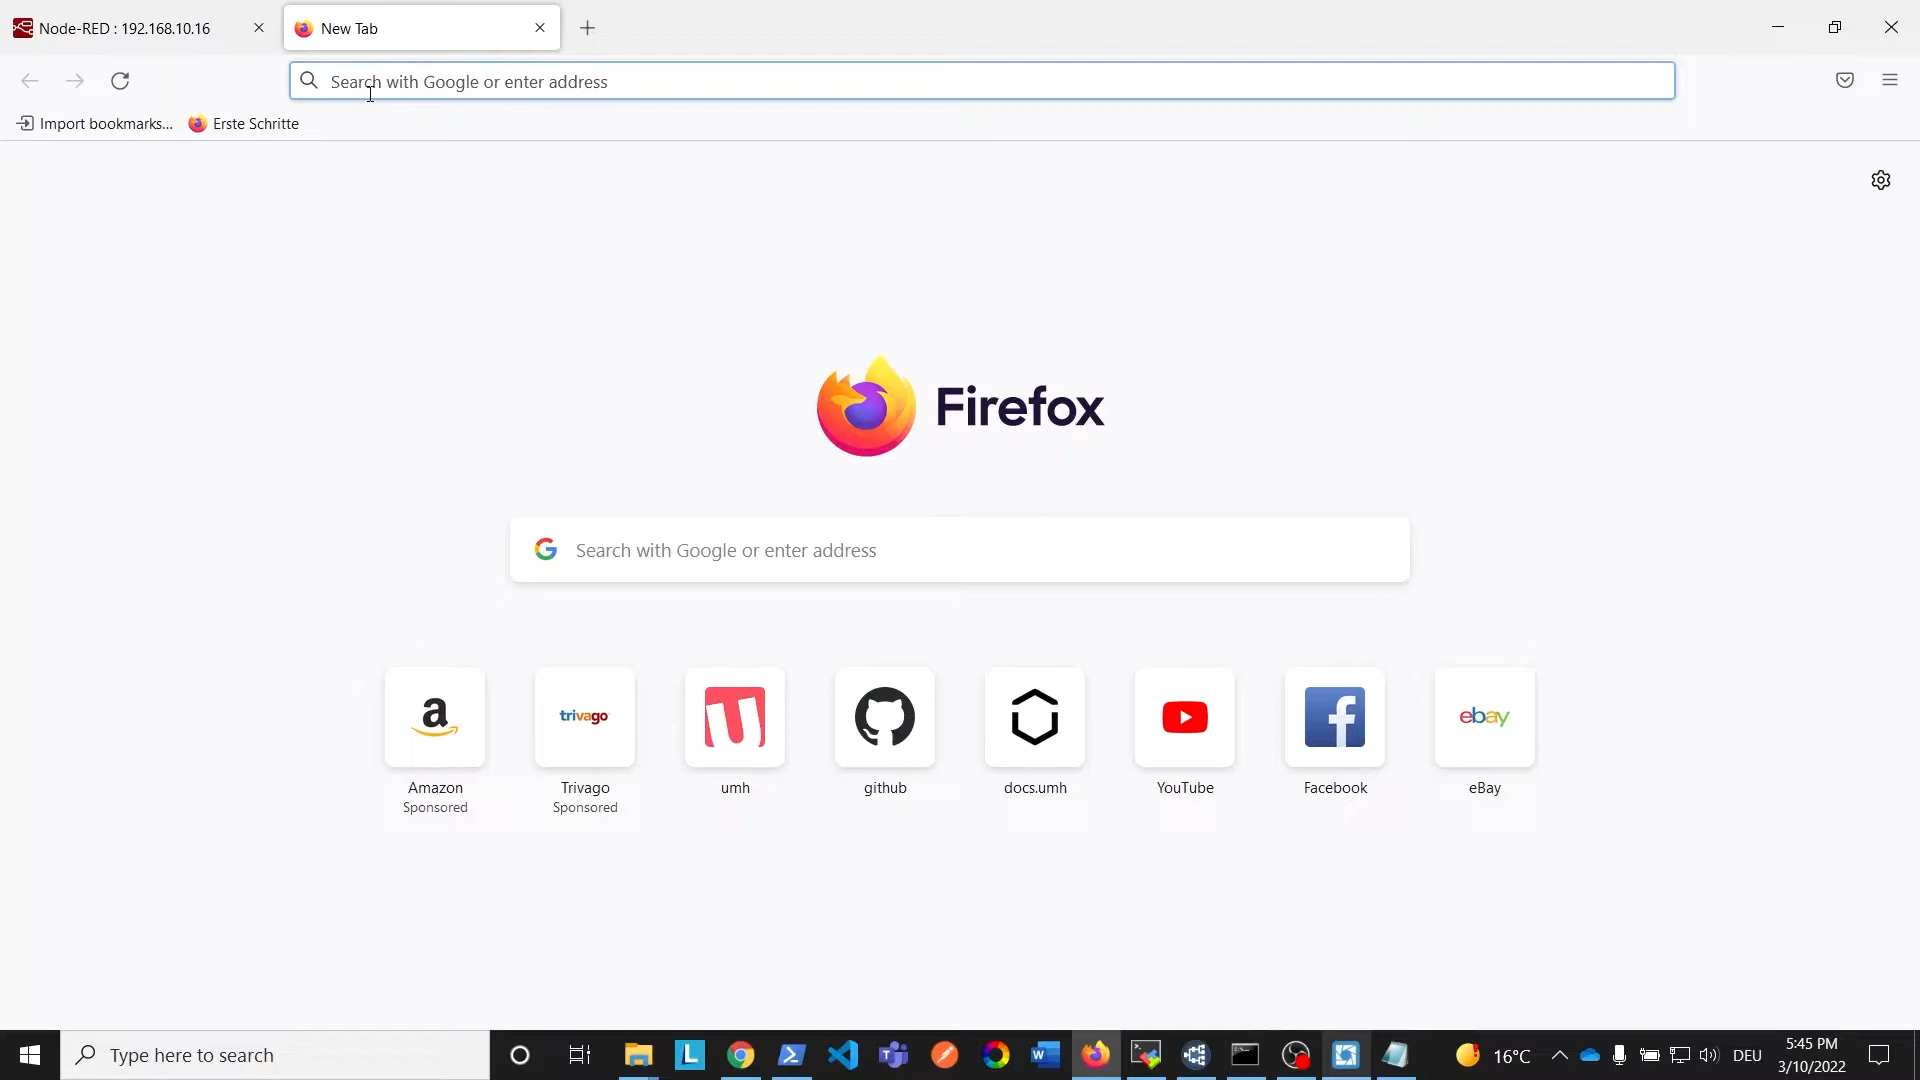 Node-RED : 192.168.10.16
New Tab
Search with Google or enter address
Import bookmarks...
Erste Schritte
Firefox
Search with Google or enter address
a
trivago
ebay
Amazon
Sponsored
Trivago
Sponsored
umh
github
docs.umh
YouTube
Facebook
eBay
Type here to search
16°C
DEU
5:45 PM
3/10/2022